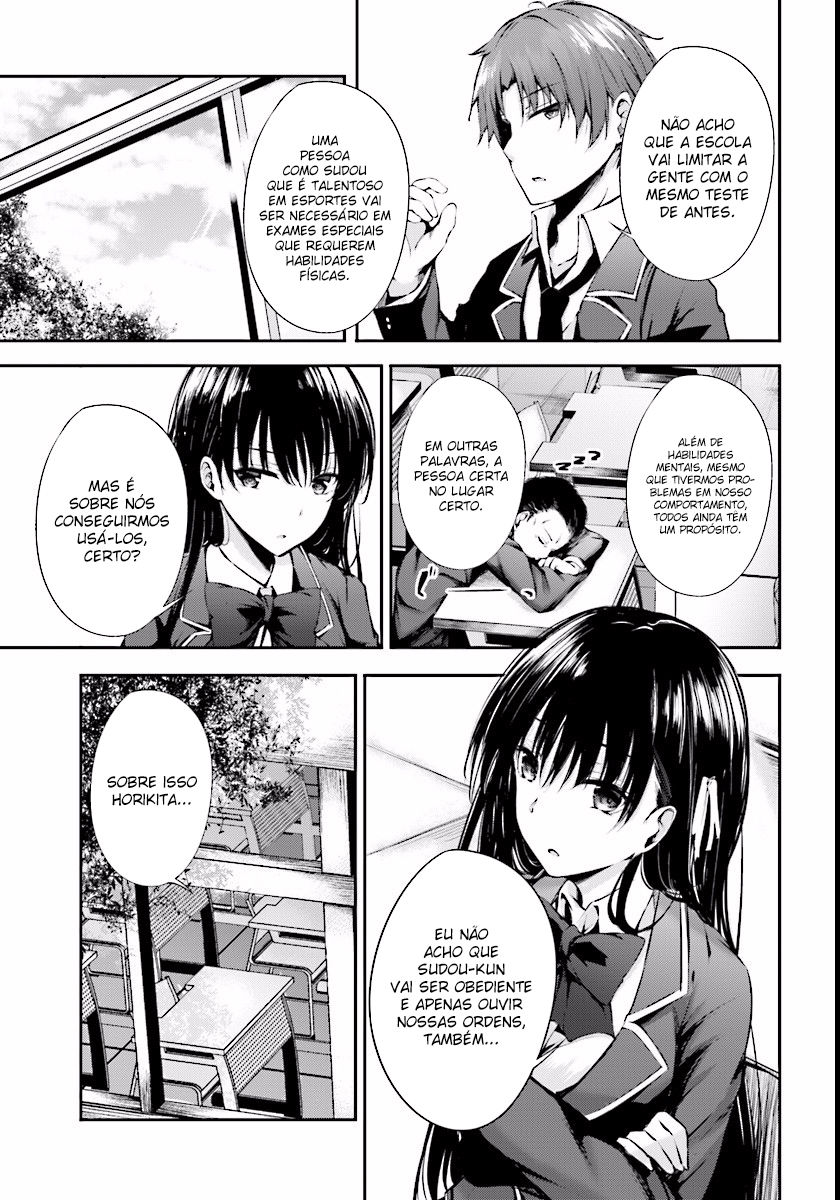 NÃO ACHO
QUE A ESCOLA
VAI LIMITAR A
GENTE COM O
MESMO TESTE
DE ANTES.
UMA
PESSOA
COMO SUDOU
QUE É TALENTOSO
EM ESPORTES VAI
SER NECESSÁRIO EM
EXAMES ESPECIAIS
QUE REQUEREM
HABILIDADES
FÍSICAS.
ALÉM DE
HABILIDADES
MENTAIS, MESMO
QUE TIVERMOS PRO-
BLEMAS EM NOSSO
COMPORTAMENTO,
TODOS AINDA TÊM
UM PROPÓSITO.
EM OUTRAS
PALAVRAS, A
PESSOA CERTA
NO LUGAR
CERTO.
ZZZ?
MAS É
SOBRE NÓS
CONSEGUIRMOS
USÁ-LOS,
CERTO?
EU NÃO
ACHO QUE
SUDOU-KUN
VAI SER OBEDIENTE
E APENAS OUVIR
NOSSAS ORDENS,
TAMBÉM...
SOBRE ISSO
HORIKITA...